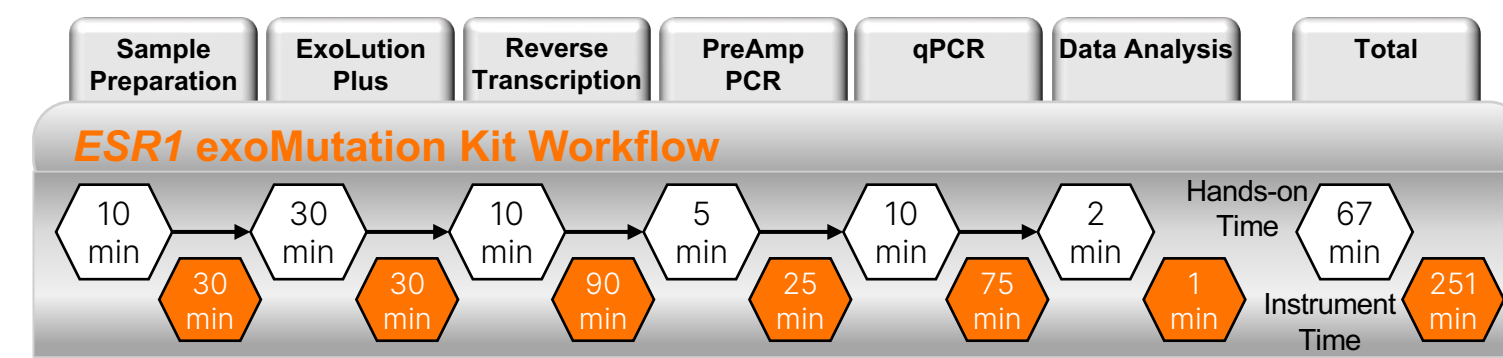 Sample
Preparation
ExoLution
Plus
Reverse
Transcription
PreAmp
PCR
qPCR
Data Analysis
Total
ESR1 exoMutation Kit Workflow
10
min
30
min
10
min
5
min
10
min
2
min
Hands-on
Time
67
min
30
min
30
min
90
min
25
min
75
min
1
min
Instrument
Time
251
min